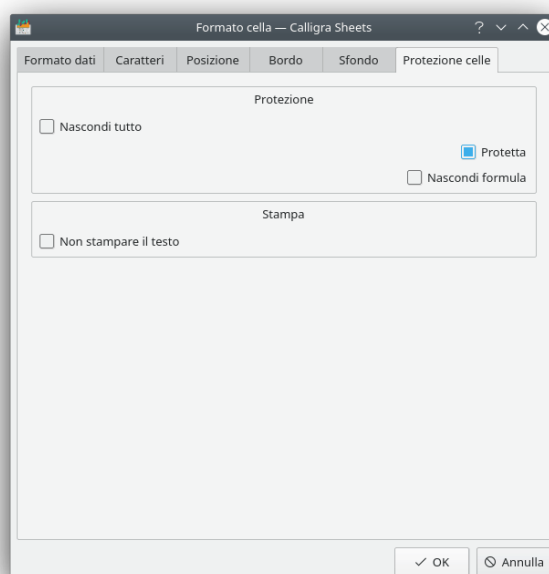 Formato cella — Calligra Sheets
Formato dati Caratteri Posizione Bordo Sfondo Protezione celle
Protezione
Nascondi tutto
Protetta
Nascondi formula
Stampa
Non stampare il testo
OK Annulla